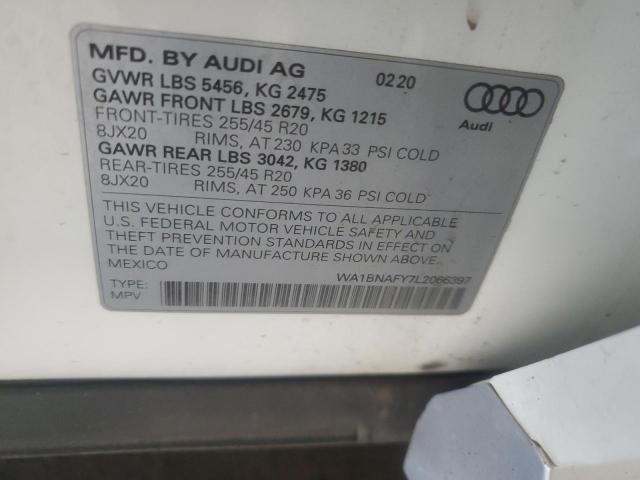 MFD. BY AUDI AG 0220
GVWR LBS 5456, KG 2475
GAWR FRONT LBS 2679, KG 1215
FRONT-TIRES 255/45 R20
8JX20 RIMS, AT 230 KPA 33 PSI COLD
GAWR REAR LBS 3042, KG 1380
REAR-TIRES 255/45 R20
8JX20 RIMS, AT 250 KPA 36 PSI COLD
Audi
THIS VEHICLE CONFORMS TO ALL APPLICABLE
U.S. FEDERAL MOTOR VEHICLE SAFETY AND
THEFT PREVENTION STANDARDS IN EFFECT ON
THE DATE OF MANUFACTURE SHOWN ABOVE.
MEXICO
WA1BNAFY7L2066397
TYPE:
MPV